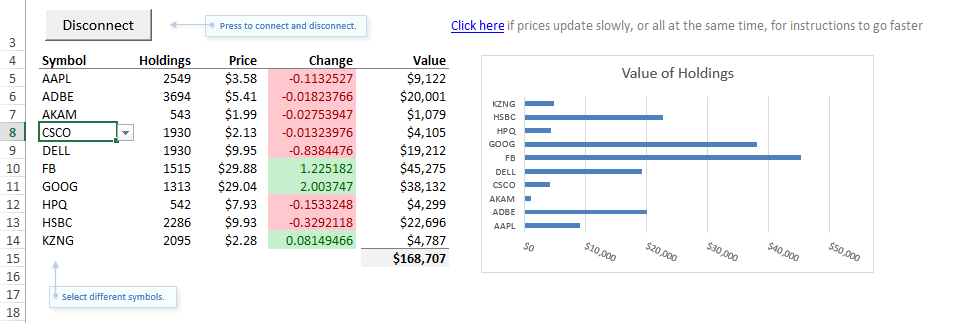 Disconnect
Press to connect and disconnect.
Click here if prices update slowly, or all at the same time, for instructions to go faster
3
4 Symbol Holdings Price Change Value
5 AAPL 2549 $3.58 -0.1132527 $9,122
6 ADBE 3694 $5.41 -0.01823766 $20,001
7 AKAM 543 $1.99 -0.02753947 $1,079
8 CSCO 1930 $2.13 -0.01323976 $4,105
9 DELL 1930 $9.95 -0.8384476 $19,212
10 FB 1515 $29.88 1.225182 $45,275
11 GOOG 1313 $29.04 2.003747 $38,132
12 HPQ 542 $7.93 -0.1533248 $4,299
13 HSBC 2286 $9.93 -0.3292118 $22,696
14 KZNG 2095 $2.28 0.08149466 $4,787
15 $168,707
16
17 Select different symbols.
18
Value of Holdings
KZNG
HSBC
HPQ
GOOG
FB
DELL
CSCO
AKAM
ADBE
AAPL
$0 $10,000 $20,000 $30,000 $40,000 $50,000